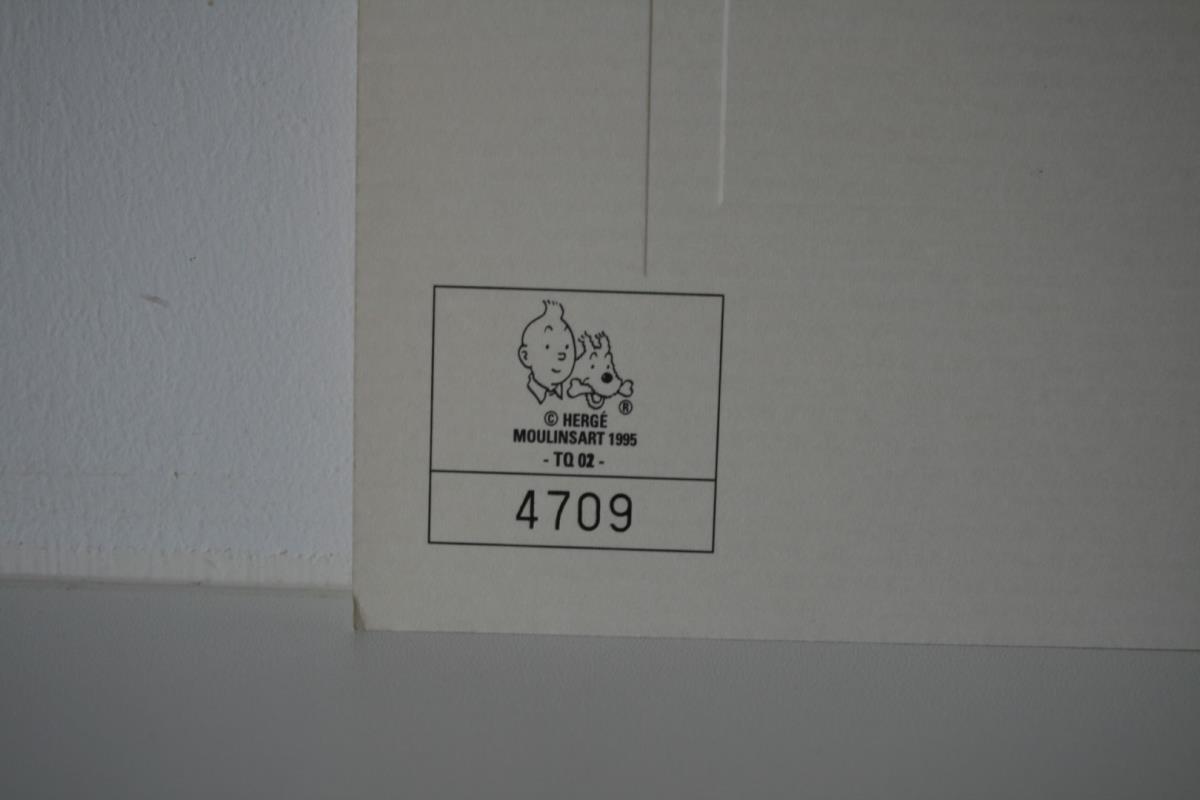 ®
© HERGÉ
MOULINSART 1995
- TQ 02 -
4709